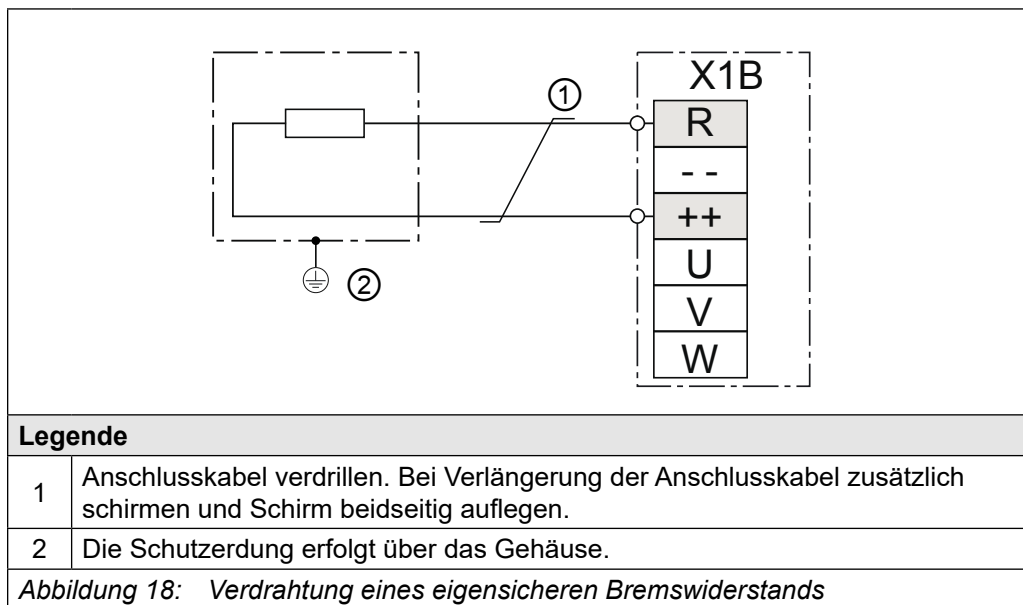 X1B
①
R
- -
++
U
②
V
W
Legende
1 Anschlusskabel verdrillen. Bei Verlängerung der Anschlusskabel zusätzlich
schirmen und Schirm beidseitig auflegen.
2 Die Schutzerdung erfolgt über das Gehäuse.
Abbildung 18: Verdrahtung eines eigensicheren Bremswiderstands